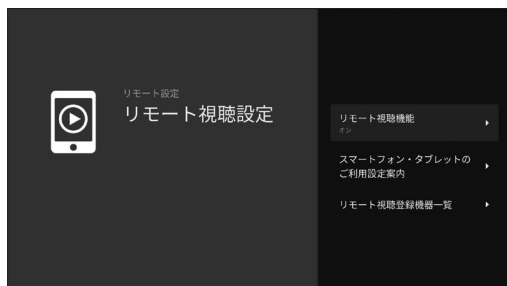 リモート設定
リモート視聴設定
リモート視聴機能
オン
スマートフォン・タブレットの
ご利用設定案内
リモート視聴登録機器一覧